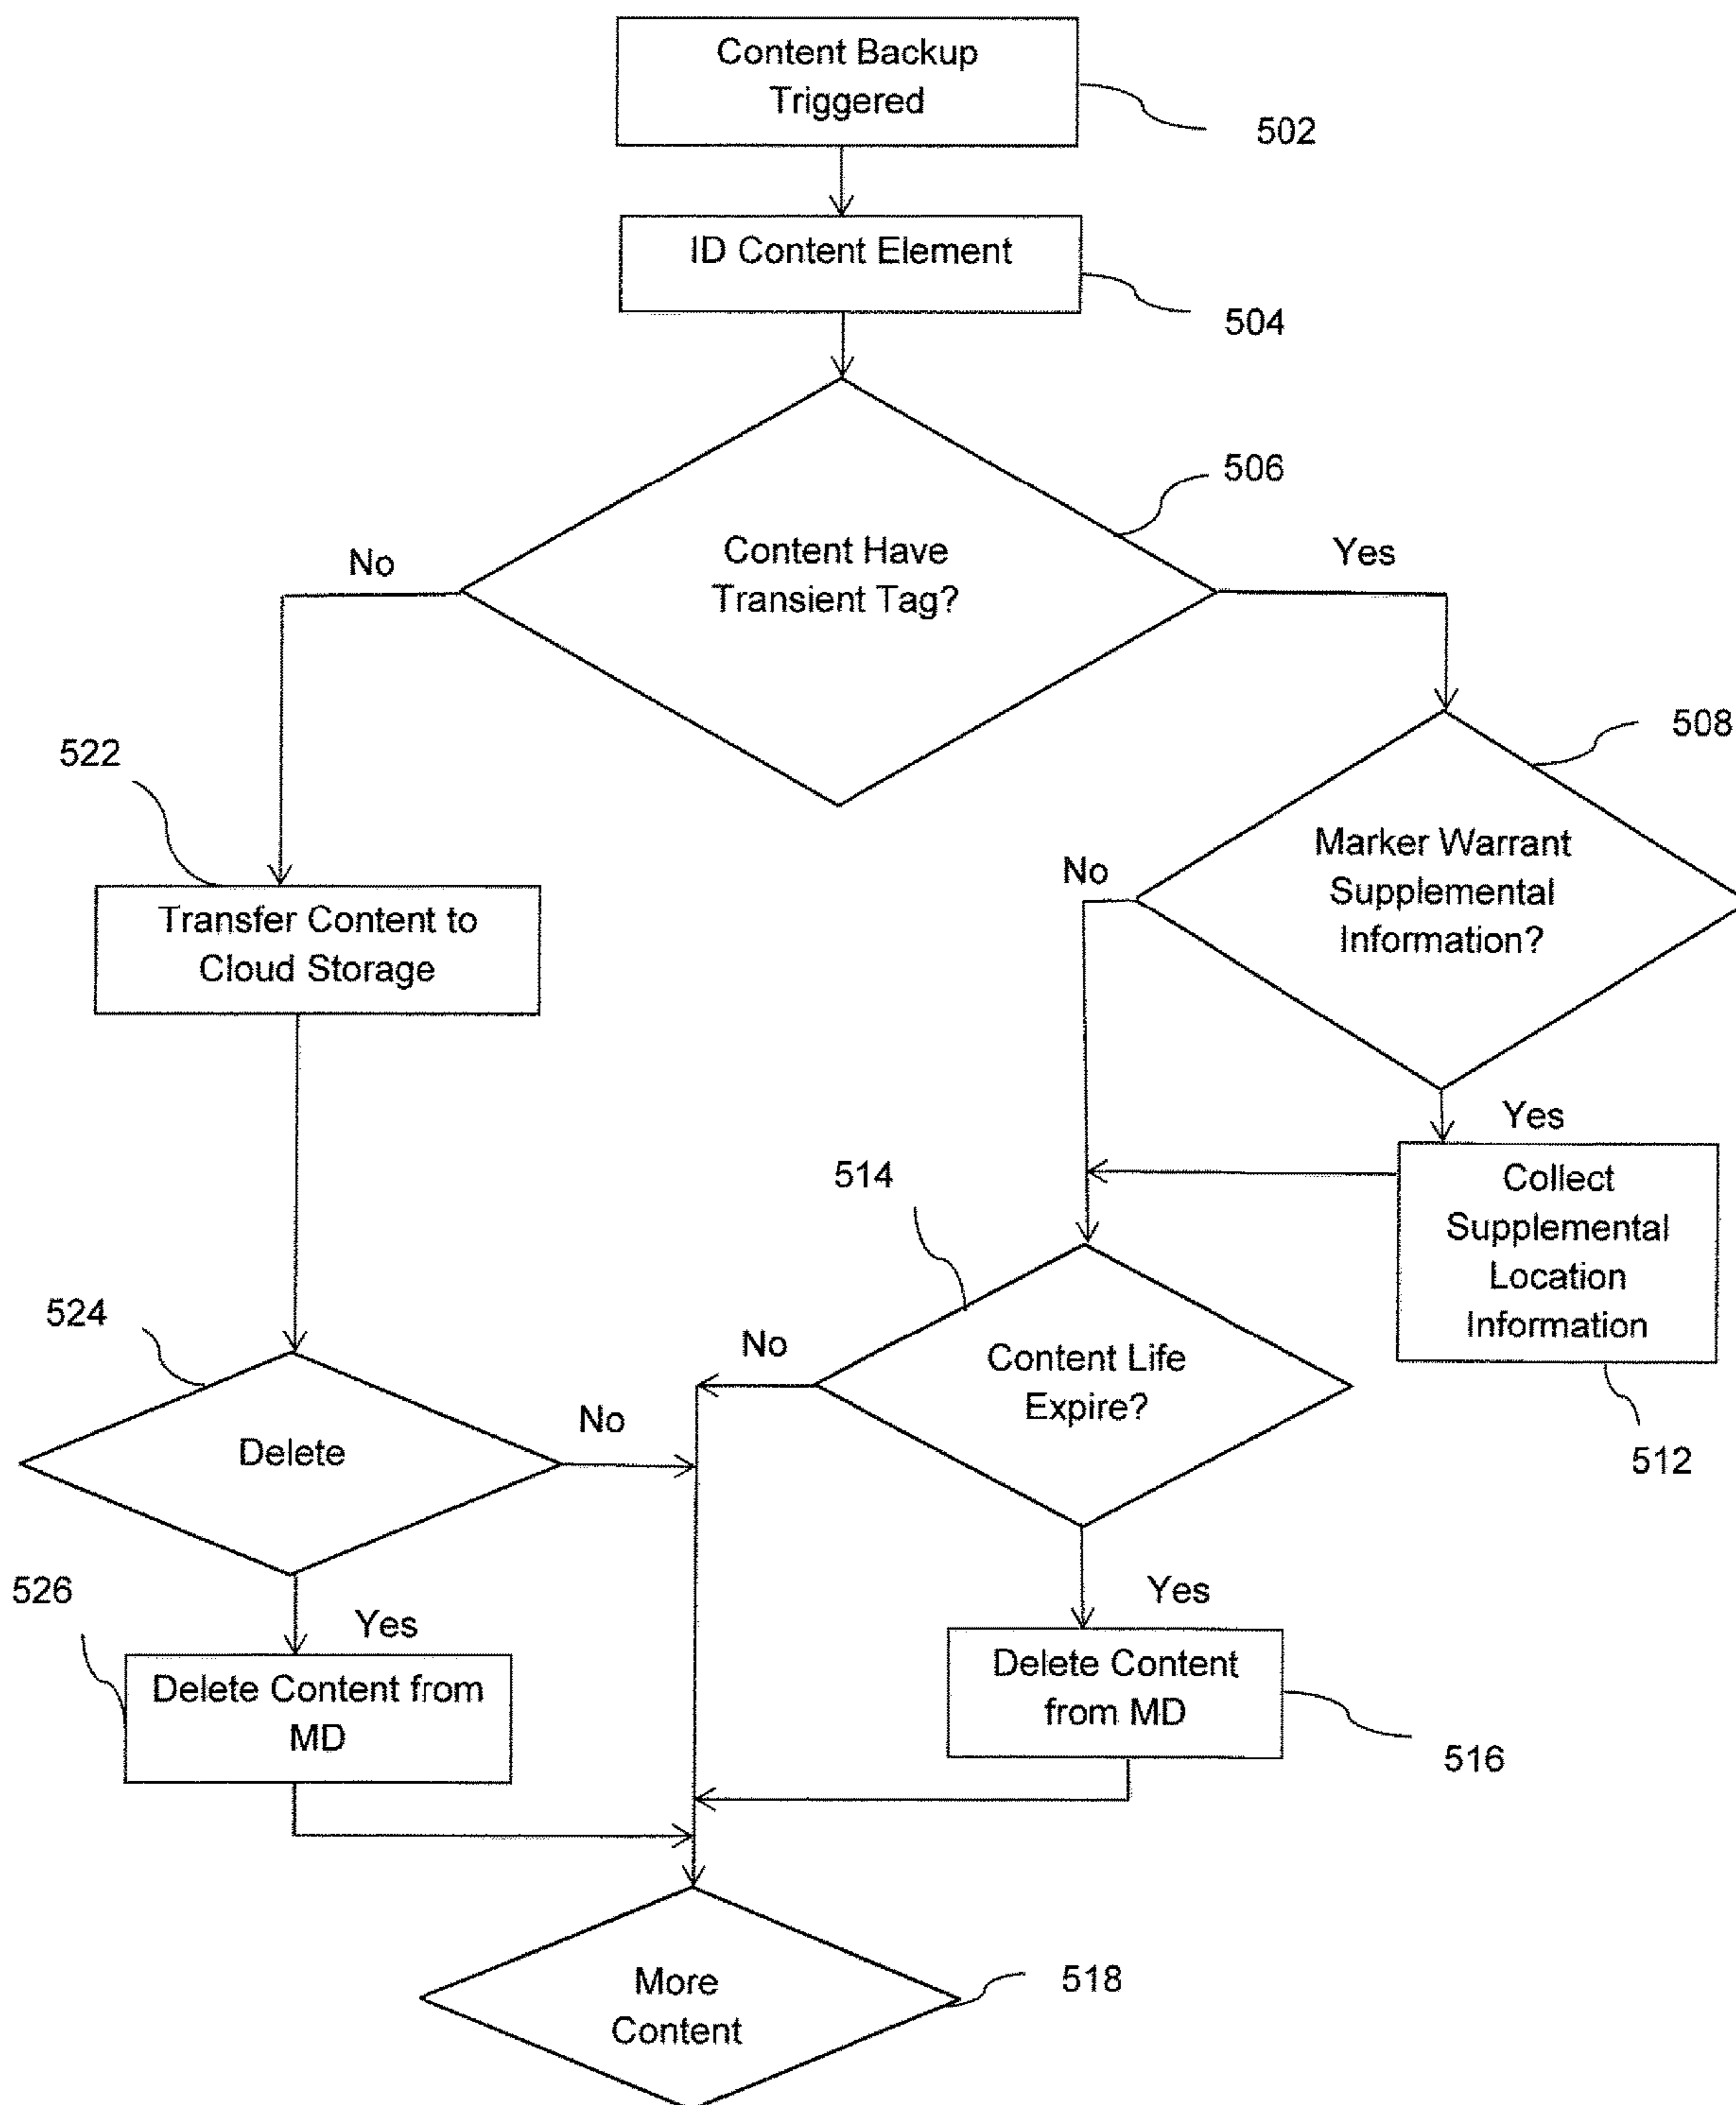 Content Backup
Triggered
502
ID Content Element
504
506
Content Have
Transient Tag?
No
Yes
508
522
Marker Warrant
Supplemental
Information?
No
Transfer Content to
Cloud Storage
Yes
514
Collect
Supplemental
Location
Information
512
524
No
Content Life
Expire?
Delete
No
526
Yes
Yes
Delete Content from
MD
Delete Content
from MD
516
More
Content
518